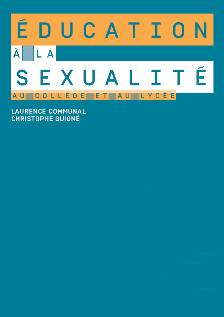 ÉDUCATION
À LA
SEXUALITÉ
AU COLLÈGE ET AU LYCÉE
LAURENCE COMMUNAL
CHRISTOPHE GUIGNÉ